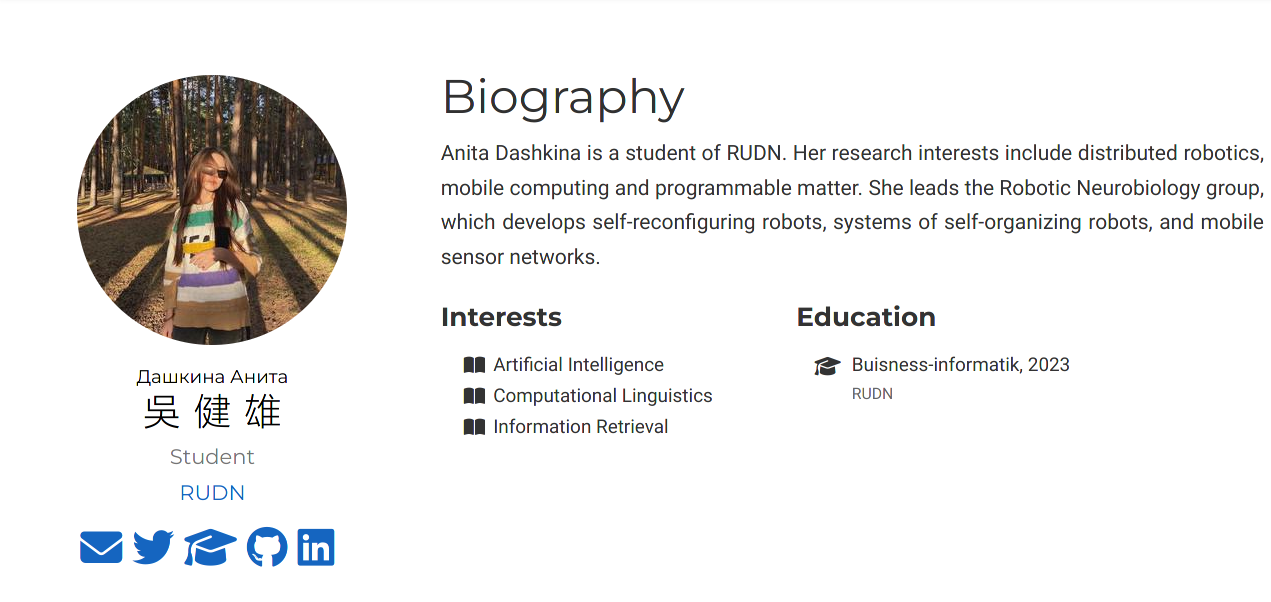 Biography
Anita Dashkina is a student of RUDN. Her research interests include distributed robotics,
mobile computing and programmable matter. She leads the Robotic Neurobiology group,
which develops self-reconfiguring robots, systems of self-organizing robots, and mobile
sensor networks.
Interests
Artificial Intelligence
Computational Linguistics
Information Retrieval
Education
Buisness-informatik, 2023
RUDN
Дашкина Анита
吳健雄
Student
RUDN
in